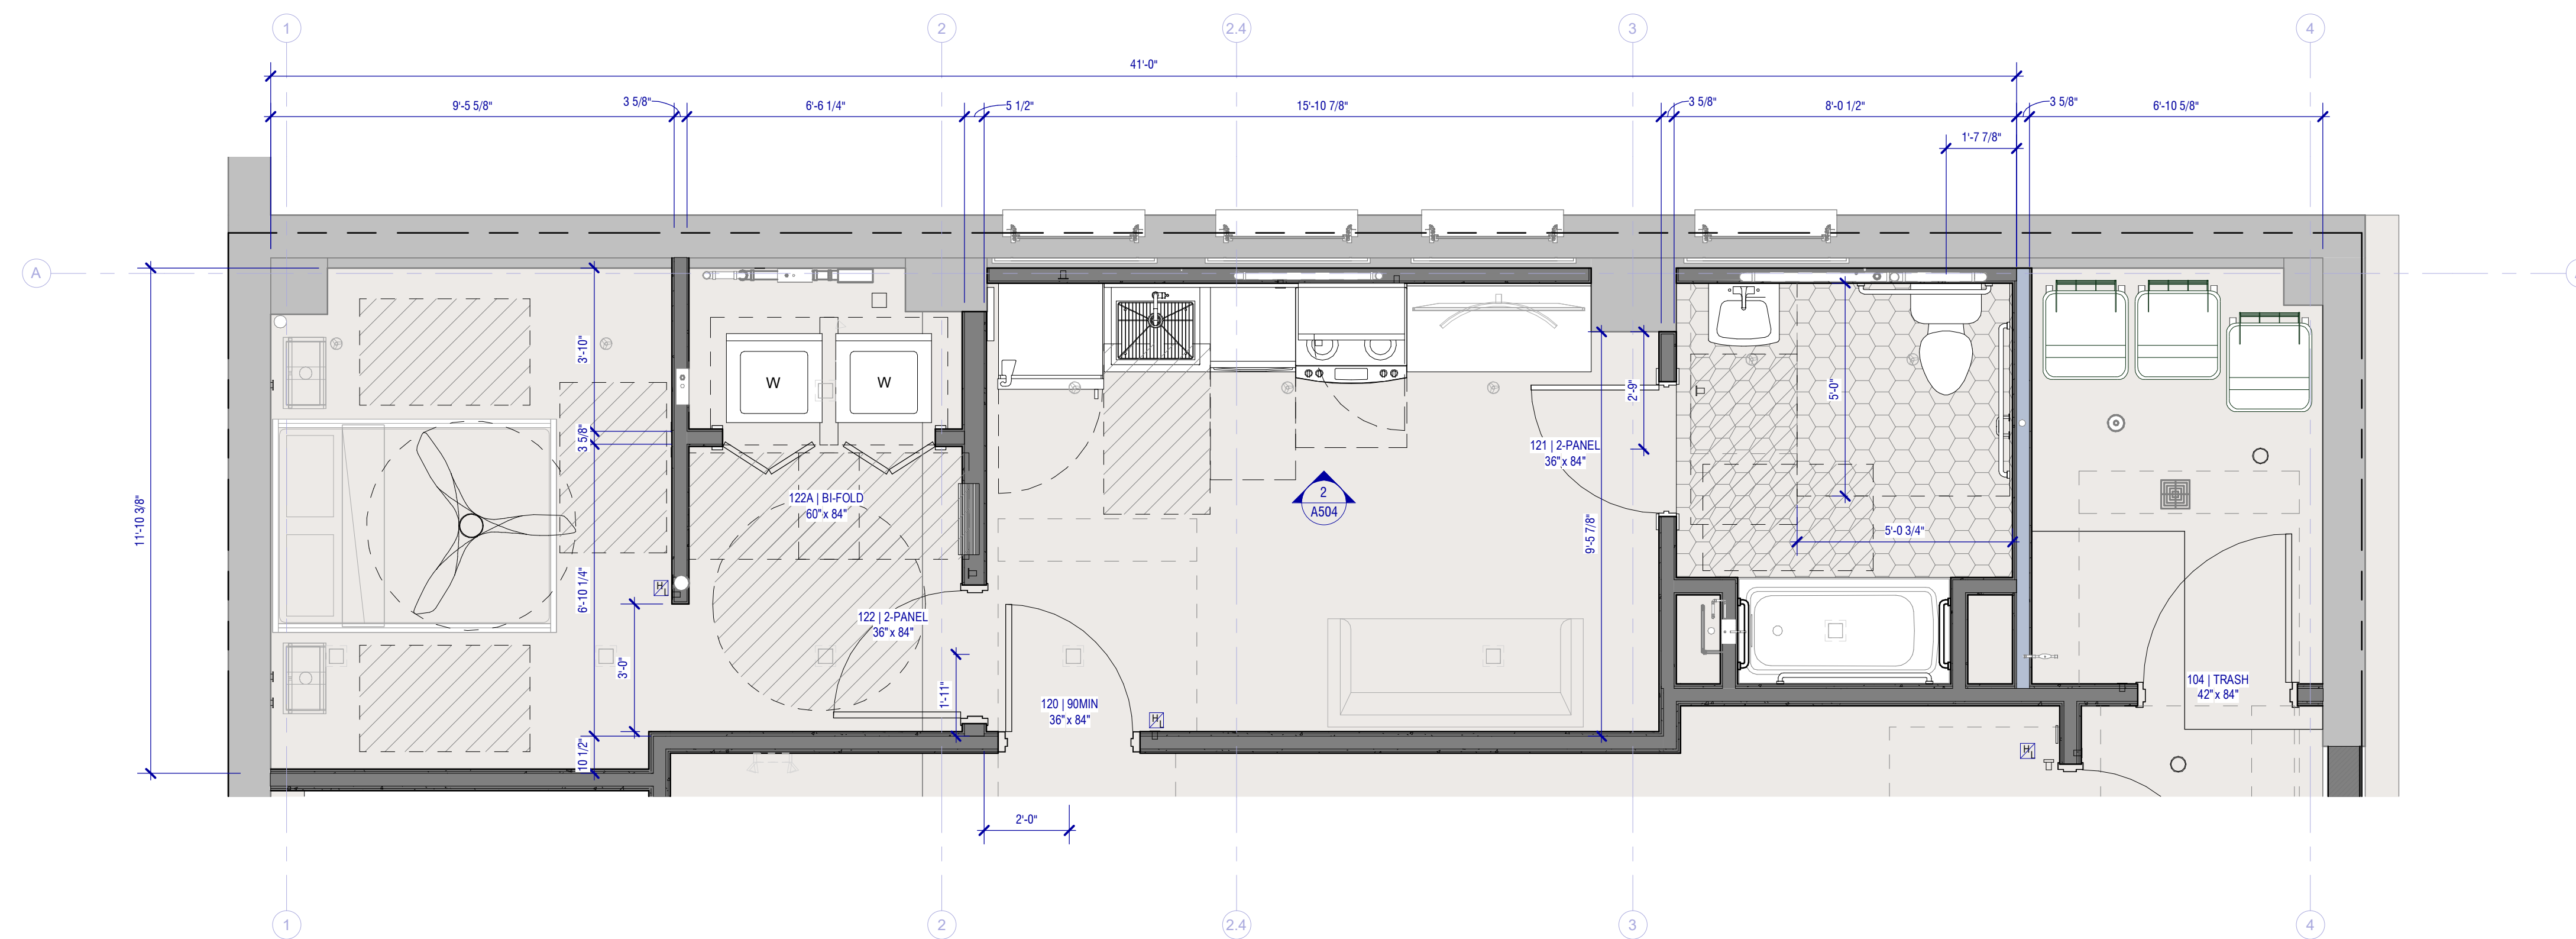 1
2
2.4
3
4
41'-0"
9'-5 5/8"
3 5/8"
6'-6 1/4"
5 1/2"
15'-10 7/8"
3 5/8"
8'-0 1/2"
3 5/8"
6'-10 5/8"
1'-7 7/8"
A
3'-10"
W
W
2'-9"
5'-0"
3 5/8"
121 | 2-PANEL
36" x 84"
122A | BI-FOLD
60" x 84"
2
A504
11'-10 3/8"
9'-5 7/8"
5'-0 3/4"
6'-10 1/4"
H
L
122 | 2-PANEL
36" x 84"
3'-0"
1'-11"
120 | 90MIN
36" x 84"
104 | TRASH
42" x 84"
H
L
10 1/2"
H
L
2'-0"
1
2
2.4
3
4